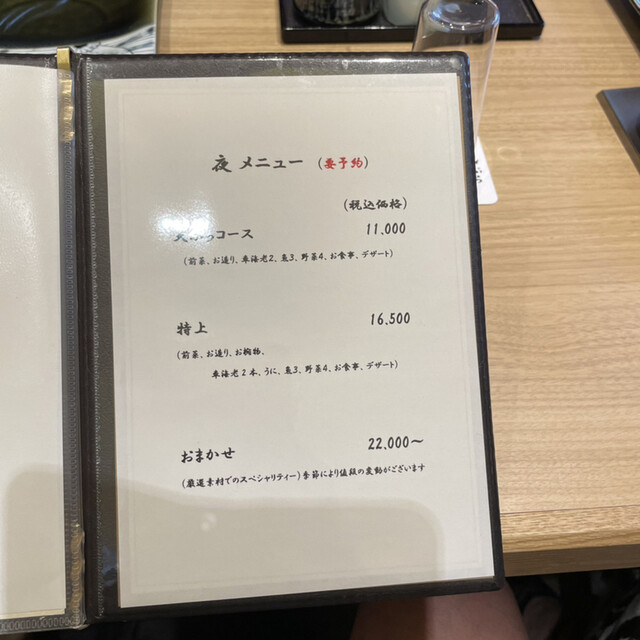 夜 メニュー (要予約)
(税込価格)
天ぷらコース 11,000
(前菜、お造り、車海老2、魚3、野菜4、お食事、デザート)
特上 16,500
(前菜、お造り、お椀物、
車海老2本、うに、魚3、野菜4、お食事、デザート)
おまかせ 22,000〜
(厳選素材でのスペシャリティー)季節により値段の変動がございます